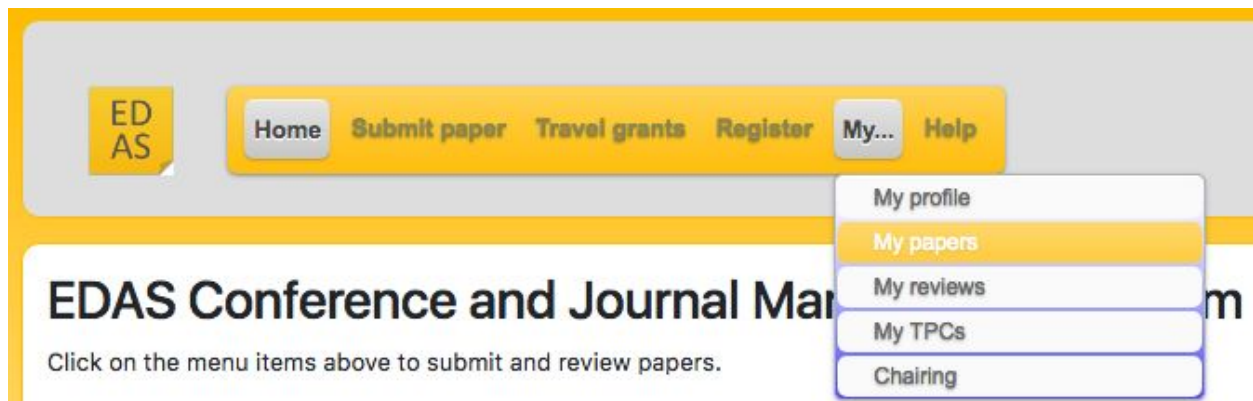 ED
AS
Home Submit paper Travel grants Register My... Help
My profile
My papers
My reviews
My TPCs
Chairing
EDAS Conference and Journal Ma m
Click on the menu items above to submit and review papers.